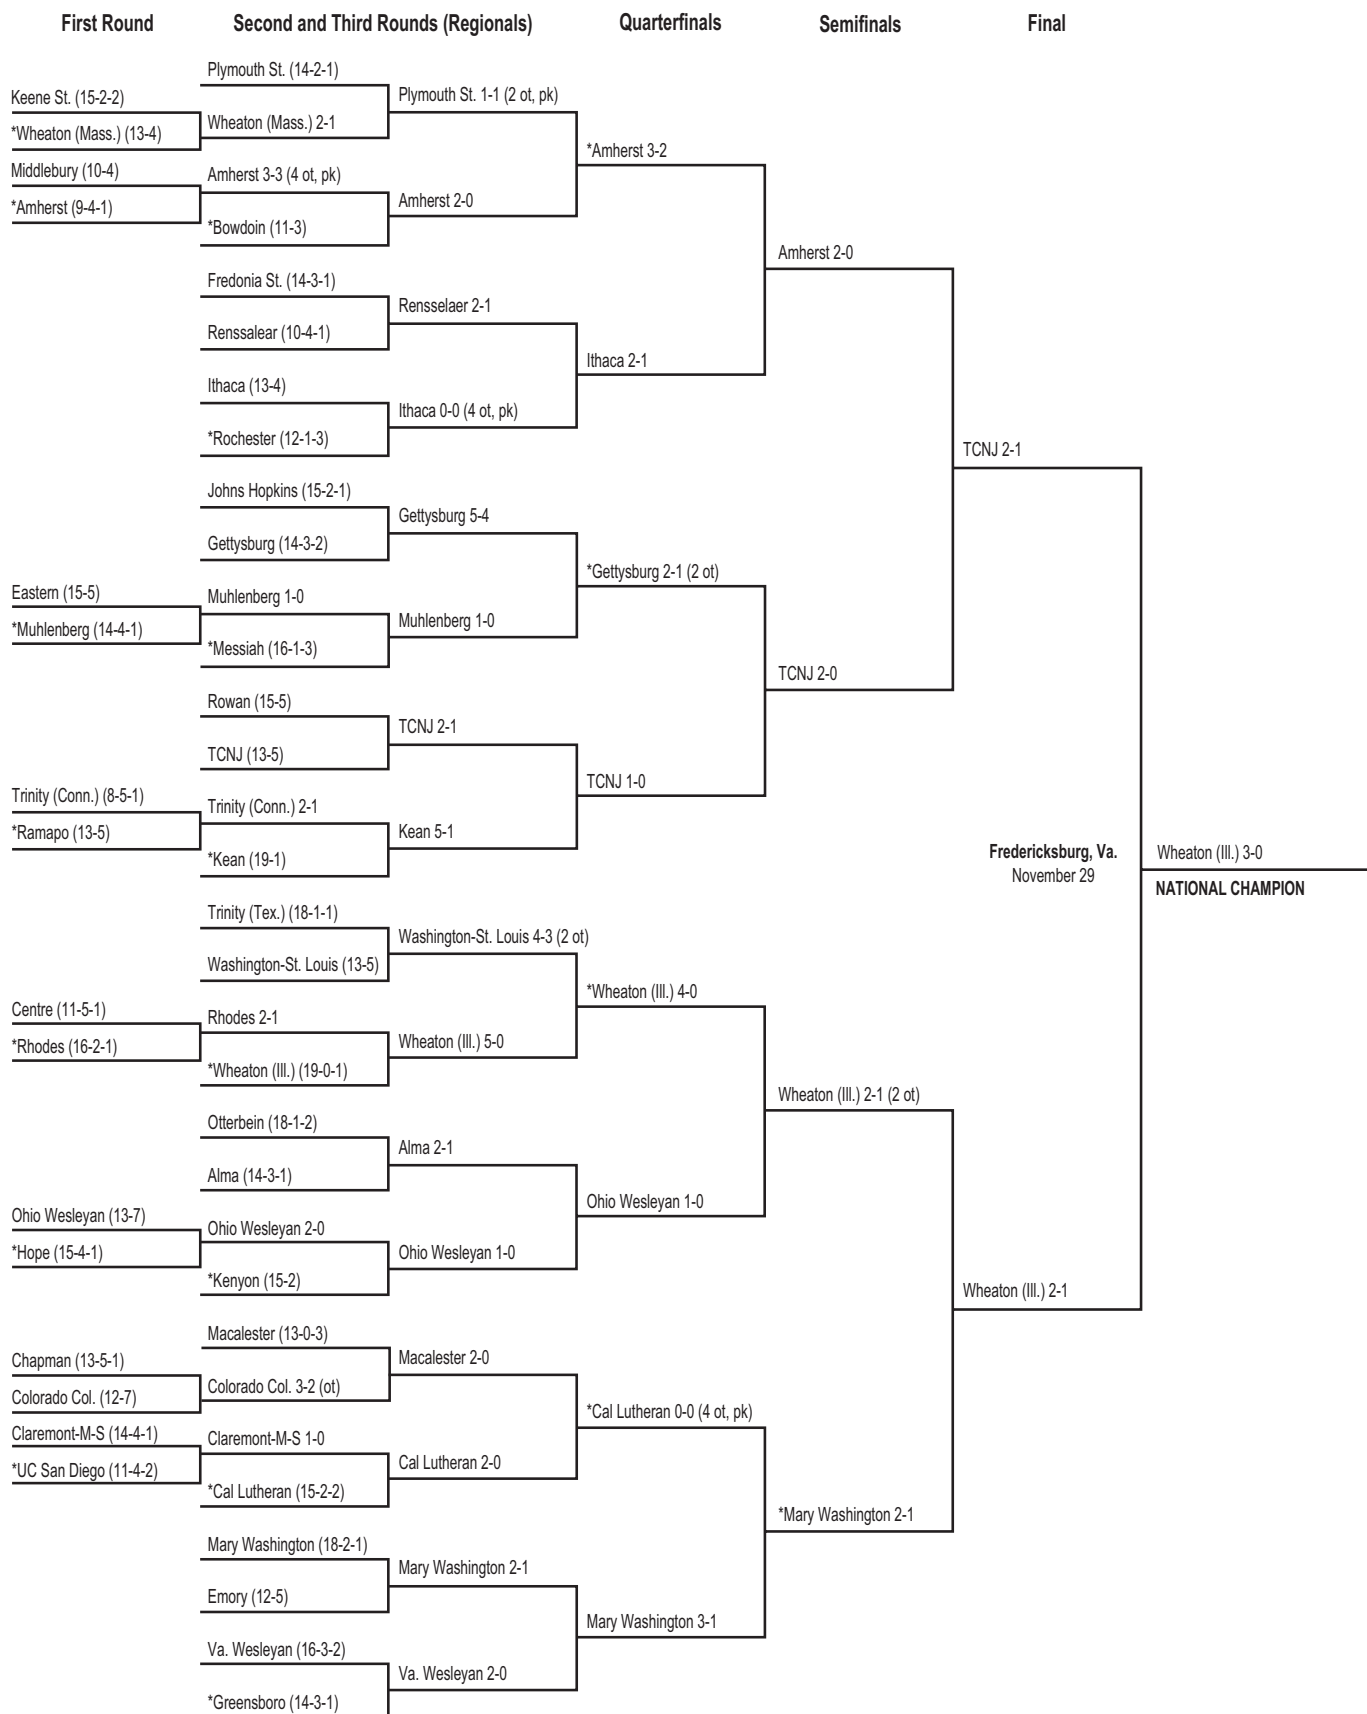 First Round
Second and Third Rounds (Regionals)
Quarterfinals
Semifinals
Final
Keene St. (15-2-2)
*Wheaton (Mass.) (13-4)
Middlebury (10-4)
*Amherst (9-4-1)
Eastern (15-5)
*Muhlenberg (14-4-1)
Trinity (Conn.) (8-5-1)
*Ramapo (13-5)
Centre (11-5-1)
*Rhodes (16-2-1)
Ohio Wesleyan (13-7)
*Hope (15-4-1)
Chapman (13-5-1)
Colorado Col. (12-7)
Claremont-M-S (14-4-1)
*UC San Diego (11-4-2)
Plymouth St. (14-2-1)
Wheaton (Mass.) 2-1
Amherst 3-3 (4 ot, pk)
*Bowdoin (11-3)
Fredonia St. (14-3-1)
Renssalear (10-4-1)
Ithaca (13-4)
*Rochester (12-1-3)
Johns Hopkins (15-2-1)
Gettysburg (14-3-2)
Muhlenberg 1-0
*Messiah (16-1-3)
Rowan (15-5)
TCNJ (13-5)
Trinity (Conn.) 2-1
*Kean (19-1)
Trinity (Tex.) (18-1-1)
Washington-St. Louis (13-5)
Rhodes 2-1
*Wheaton (Ill.) (19-0-1)
Otterbein (18-1-2)
Alma (14-3-1)
Ohio Wesleyan 2-0
*Kenyon (15-2)
Macalester (13-0-3)
Colorado Col. 3-2 (ot)
Claremont-M-S 1-0
*Cal Lutheran (15-2-2)
Mary Washington (18-2-1)
Emory (12-5)
Va. Wesleyan (16-3-2)
*Greensboro (14-3-1)
Plymouth St. 1-1 (2 ot, pk)
Amherst 2-0
Rensselaer 2-1
Ithaca 0-0 (4 ot, pk)
Gettysburg 5-4
Muhlenberg 1-0
TCNJ 2-1
Kean 5-1
Washington-St. Louis 4-3 (2 ot)
Wheaton (Ill.) 5-0
Alma 2-1
Ohio Wesleyan 1-0
Macalester 2-0
Cal Lutheran 2-0
Mary Washington 2-1
Va. Wesleyan 2-0
*Amherst 3-2
Ithaca 2-1
*Gettysburg 2-1 (2 ot)
TCNJ 1-0
*Wheaton (Ill.) 4-0
Ohio Wesleyan 1-0
*Cal Lutheran 0-0 (4 ot, pk)
Mary Washington 3-1
Amherst 2-0
TCNJ 2-0
Wheaton (Ill.) 2-1 (2 ot)
*Mary Washington 2-1
TCNJ 2-1
Wheaton (Ill.) 2-1
Fredericksburg, Va.
November 29
Wheaton (Ill.) 3-0
NATIONAL CHAMPION